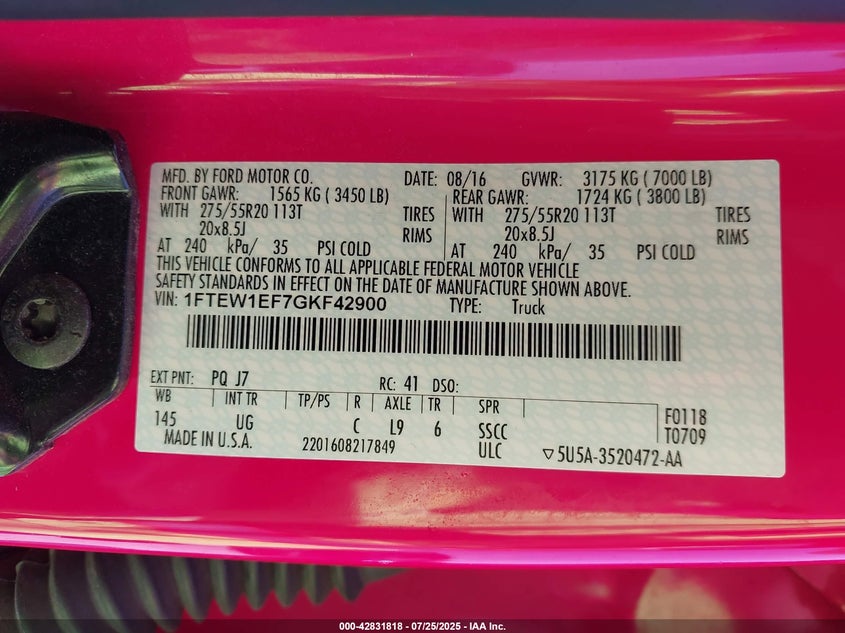 MFD. BY FORD MOTOR CO. DATE: 08/16 GVWR: 3175 KG ( 7000 LB)
FRONT GAWR: 1565 KG ( 3450 LB) REAR GAWR: 1724 KG ( 3800 LB)
WITH 275/55R20 113T TIRES WITH 275/55R20 113T TIRES
20x8.5J RIMS 20x8.5J RIMS
AT 240 kPa/ 35 PSI COLD AT 240 kPa/ 35 PSI COLD
THIS VEHICLE CONFORMS TO ALL APPLICABLE FEDERAL MOTOR VEHICLE
SAFETY STANDARDS IN EFFECT ON THE DATE OF MANUFACTURE SHOWN ABOVE.
VIN: 1FTEW1EF7GKF42900 TYPE: Truck
EXT PNT: PQ J7 RC: 41 DSO:
WB INT TR TP/PS R AXLE TR SPR F0118
145 UG C L9 6 SSCC T0709
MADE IN U.S.A. 2201608217849 ULC ▽5U5A-3520472-AA
000-42831818 - 07/25/2025 - IAA Inc.